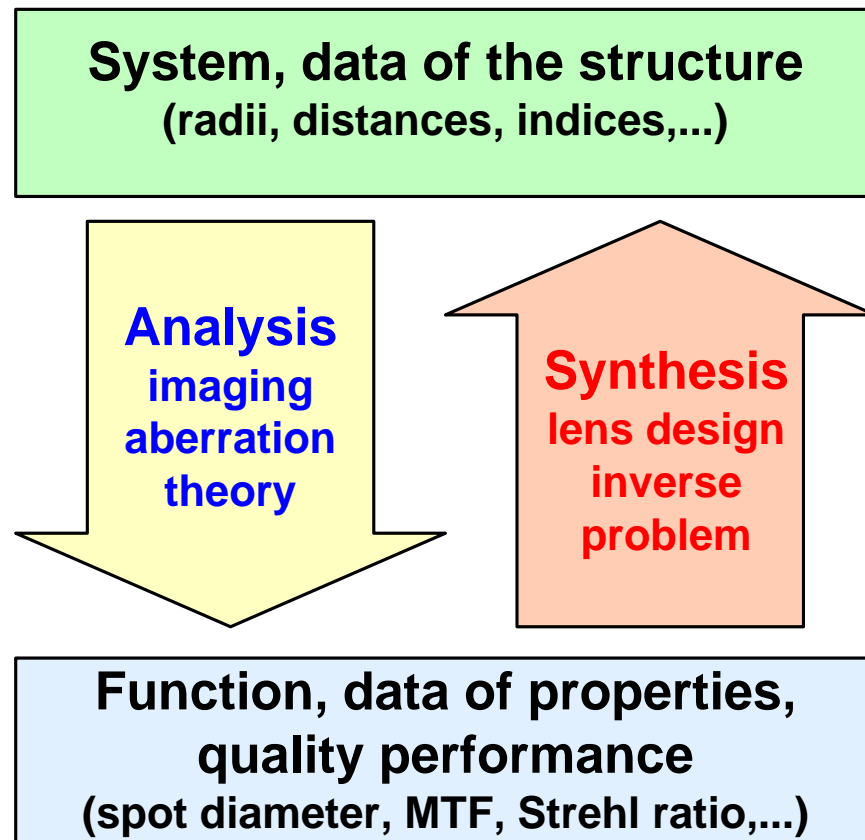 System, data of the structure
(radii, distances, indices,...)
Analysis
imaging
aberration
theory
Synthesis
lens design
inverse
problem
Function, data of properties,
quality performance
(spot diameter, MTF, Strehl ratio,...)